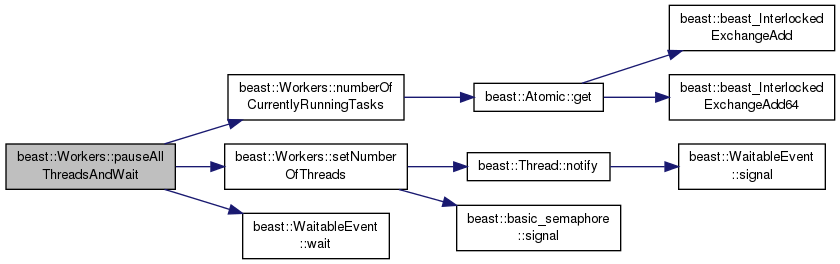 beast::beast_Interlocked
ExchangeAdd
beast::Workers::numberOf
CurrentlyRunningTasks
beast::Atomic::get
beast::beast_Interlocked
ExchangeAdd64
beast::Workers::pauseAll
ThreadsAndWait
beast::Workers::setNumber
OfThreads
beast::Thread::notify
beast::WaitableEvent
::signal
beast::WaitableEvent
::wait
beast::basic_semaphore
::signal